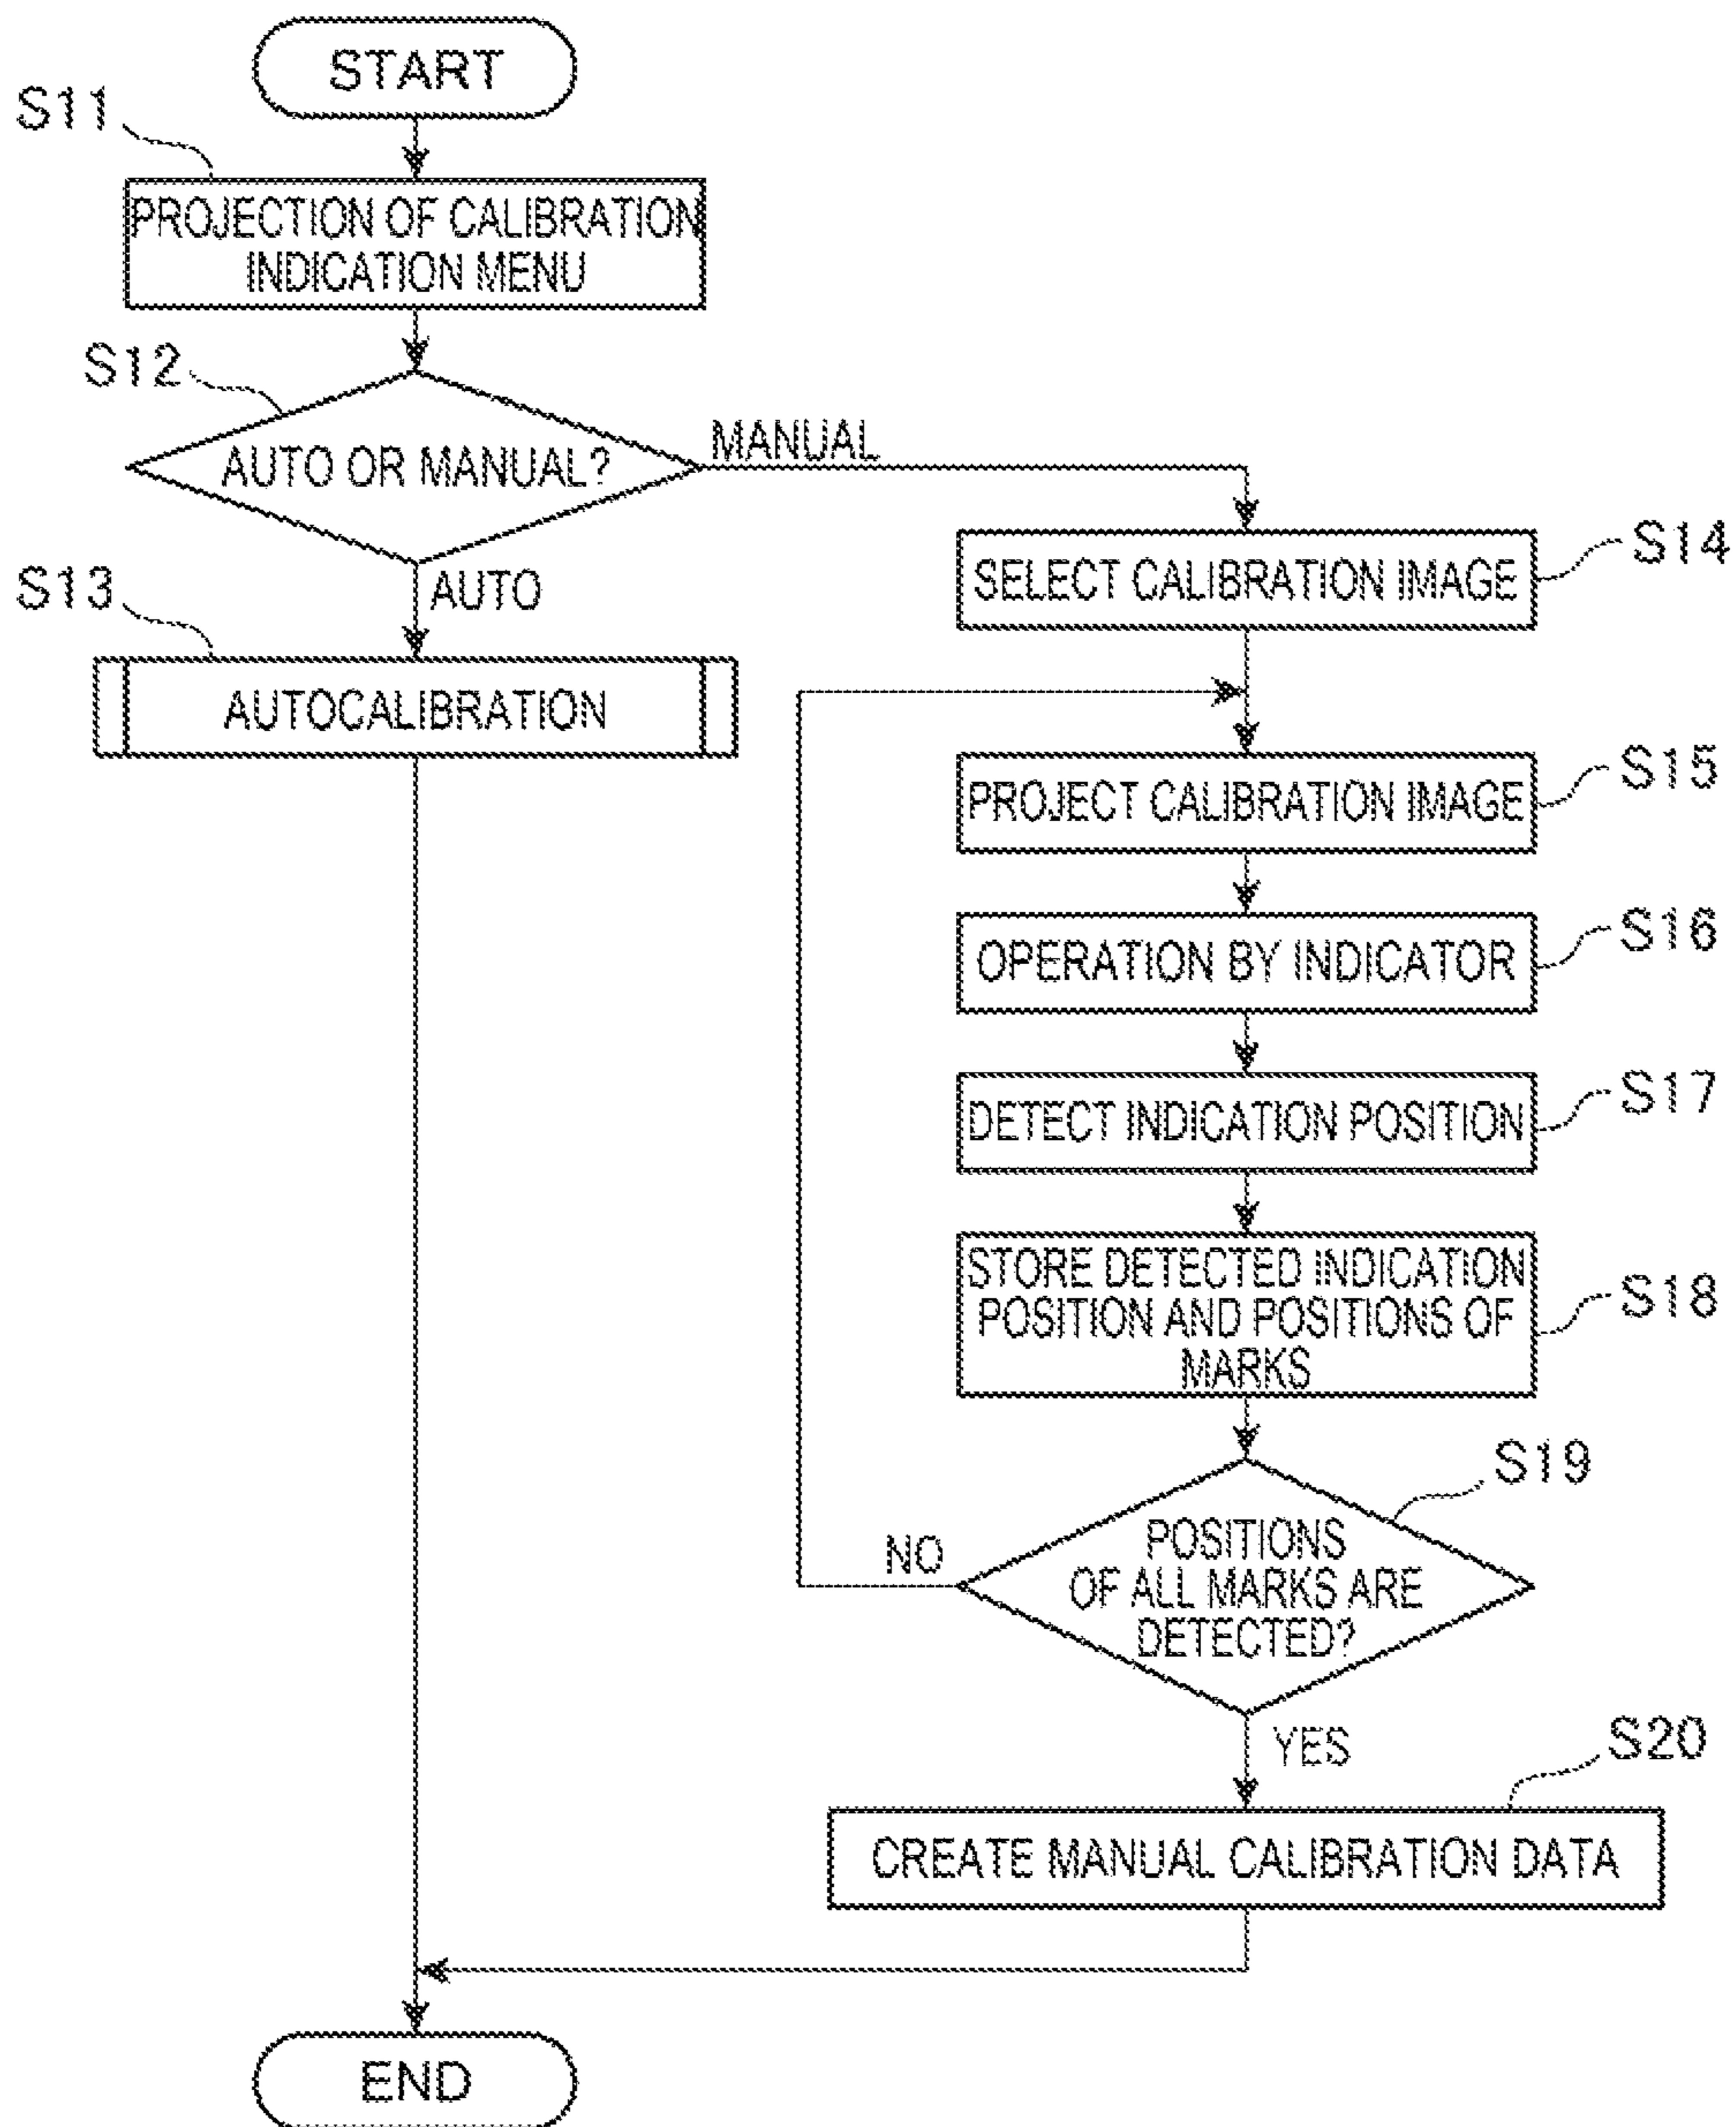 START
S11
PROJECTION OF CALIBRATION
INDICATION MENU
S12
AUTO OR MANUAL?
MANUAL
AUTO
S13
AUTOCALIBRATION
SELECT CALIBRATION IMAGE
S14
PROJECT CALIBRATION IMAGE
S15
OPERATION BY INDICATOR
S16
DETECT INDICATION POSITION
S17
STORE DETECTED INDICATION
POSITION AND POSITIONS OF
MARKS
S18
S19
POSITIONS
OF ALL MARKS ARE
DETECTED?
NO
YES
S20
CREATE MANUAL CALIBRATION DATA
END